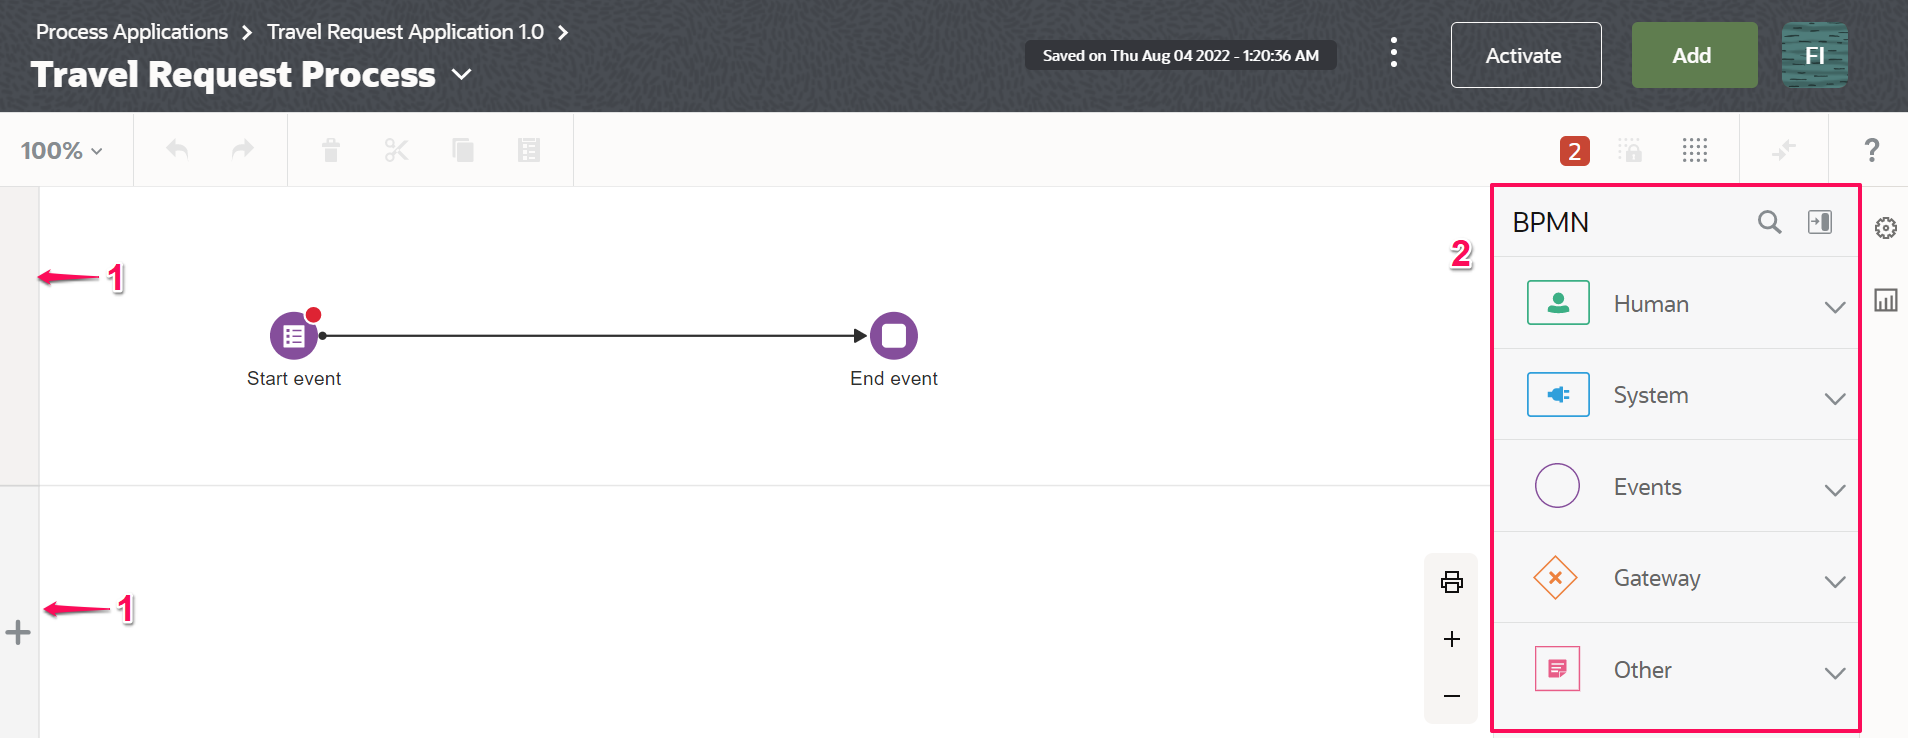 Process Applications > Travel Request Application 1.0 >
Travel Request Process
Saved on Thu Aug 04 2022 - 1:20:36 AM
Activate
Add
FI
100%
2
?
BPMN
2
1
Human
System
Start event
End event
Events
Gateway
1
Other